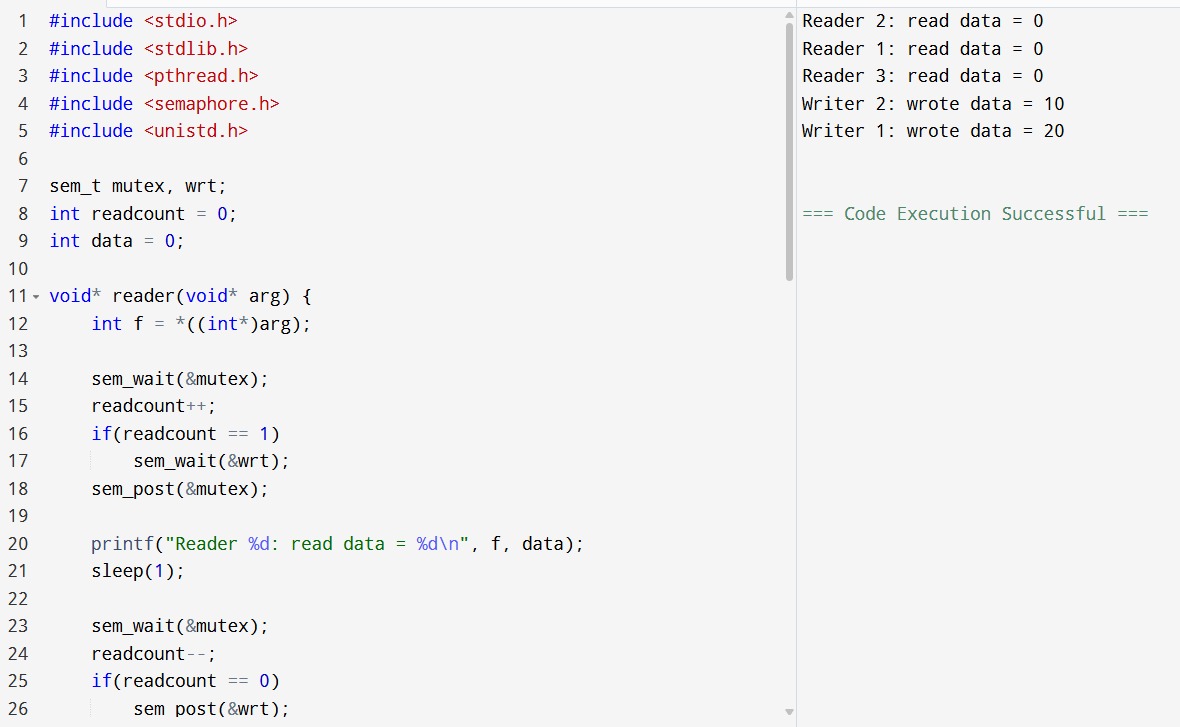 1 #include <stdio.h>
2 #include <stdlib.h>
3 #include <pthread.h>
4 #include <semaphore.h>
5 #include <unistd.h>
6
7 sem_t mutex, wrt;
8 int readcount = 0;
9 int data = 0;
10
11 void* reader(void* arg) {
12     int f = *((int*)arg);
13
14     sem_wait(&mutex);
15     readcount++;
16     if(readcount == 1)
17         sem_wait(&wrt);
18     sem_post(&mutex);
19
20     printf("Reader %d: read data = %d\n", f, data);
21     sleep(1);
22
23     sem_wait(&mutex);
24     readcount--;
25     if(readcount == 0)
26         sem_post(&wrt);
Reader 2: read data = 0
Reader 1: read data = 0
Reader 3: read data = 0
Writer 2: wrote data = 10
Writer 1: wrote data = 20
=== Code Execution Successful ===